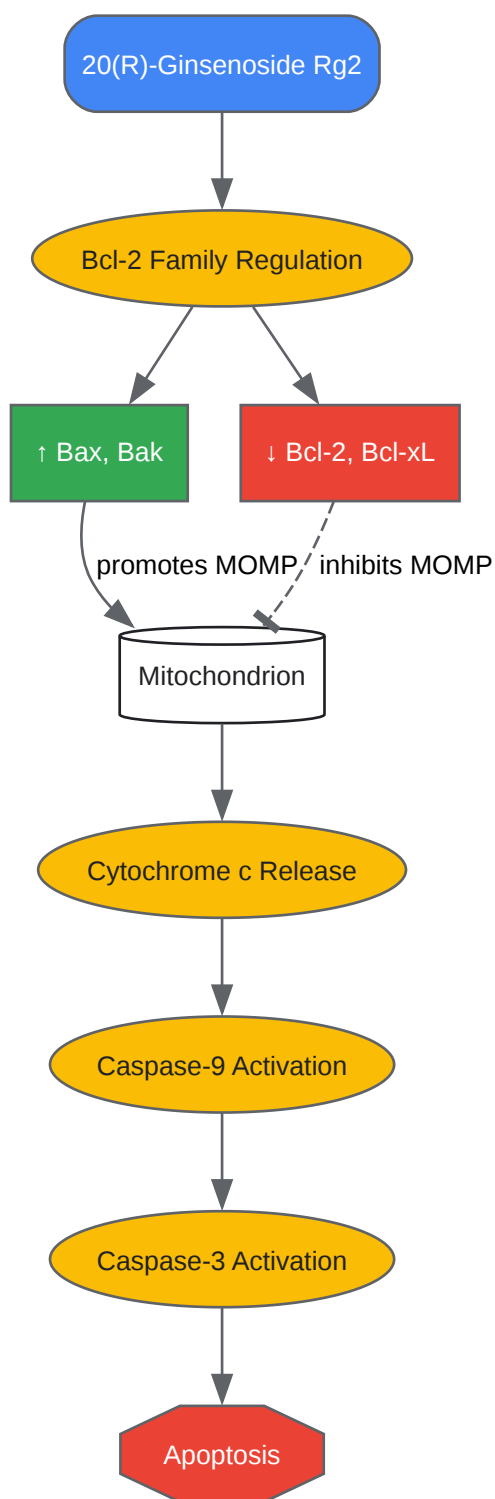 20(R)-Ginsenoside Rg2
Bcl-2 Family Regulation
↑ Bax, Bak
↓ Bcl-2, Bcl-xL
promotes MOMP
inhibits MOMP
Mitochondrion
Cytochrome c Release
Caspase-9 Activation
Caspase-3 Activation
Apoptosis